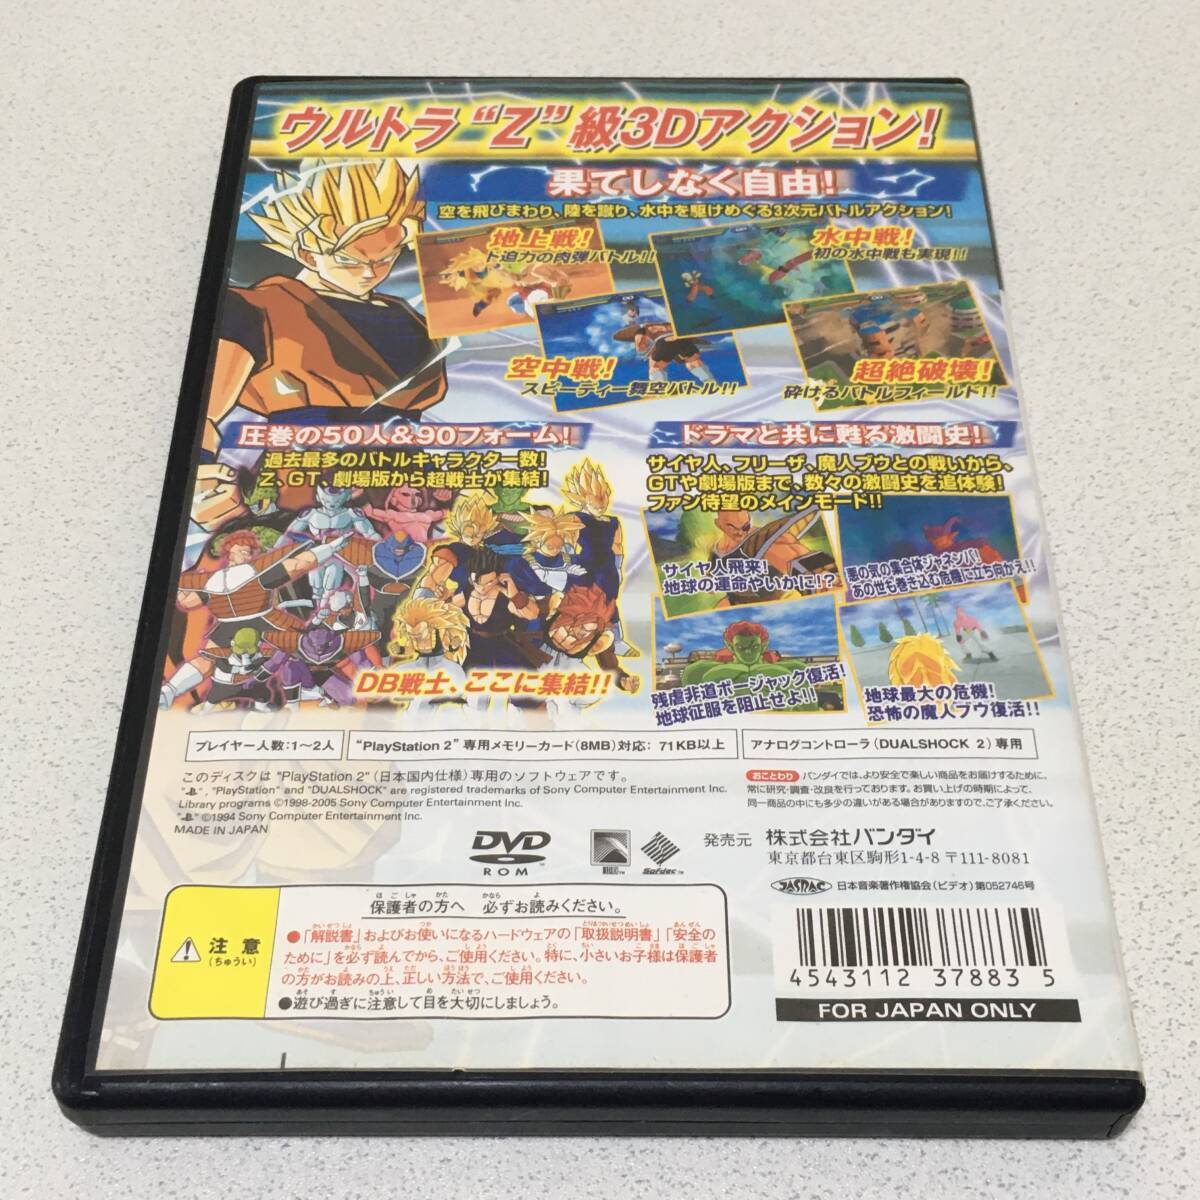 ウルトラ“Z”級3Dアクション!
果てしなく自由!
空を飛びまわり、陸を蹴り、水中を駆けめぐる3次元バトルアクション!
地上戦!
ド迫力の肉弾バトル!!
水中戦!
初の水中戦も実現!!
空中戦!
スピーディー舞空バトル!!
超絶破壊!
砕けるバトルフィールド!!
圧巻の50人&90フォーム!
過去最多のバトルキャラクター数!
Z、GT、劇場版から超戦士が集結!
DB戦士、ここに集結!!
ドラマと共に甦る激闘史!
サイヤ人、フリーザ、魔人ブウとの戦いから、
GTや劇場版まで、数々の激闘史を追体験!
ファン待望のメインモード!!
サイヤ人飛来!
地球の運命やいかに!?
悪の気の集合体ジャネンバ!
あの世も巻き込む危機に立ち向かえ!!
残虐非道ボージャック復活!
地球征服を阻止せよ!!
地球最大の危機!
恐怖の魔人ブウ復活!!
プレイヤー人数:1〜2人
“PlayStation 2”専用メモリーカード(8MB)対応: 71KB以上
アナログコントローラ(DUALSHOCK 2)専用
このディスクは “PlayStation 2”(日本国内仕様)専用のソフトウェアです。
", "PlayStation" and "DUALSHOCK" are registered trademarks of Sony Computer Entertainment Inc.
Library programs ©1998-2005 Sony Computer Entertainment Inc.
" ©1994 Sony Computer Entertainment Inc.
MADE IN JAPAN
おことわり バンダイでは、より安全で楽しい商品をお届けするために、
常に研究・調査・改良を行っております。お買い上げの時期によって、
同一商品の中にも多少の違いがある場合がありますので、ご了承ください。
DVD
ROM
Sofdec™
発売元 株式会社バンダイ
東京都台東区駒形1-4-8 〒111-8081
JASRAC 日本音楽著作権協会(ビデオ)第052746号
注意
(ちゅうい)
保護者の方へ 必ずお読みください。
●「解説書」およびお使いになるハードウェアの「取扱説明書」「安全の
ために」を必ず読んでから、ご使用ください。特に、小さいお子様は保護者
の方がお読みの上、正しい方法で、ご使用ください。
●遊び過ぎに注意して目を大切にしましょう。
4543112 37883 5
FOR JAPAN ONLY